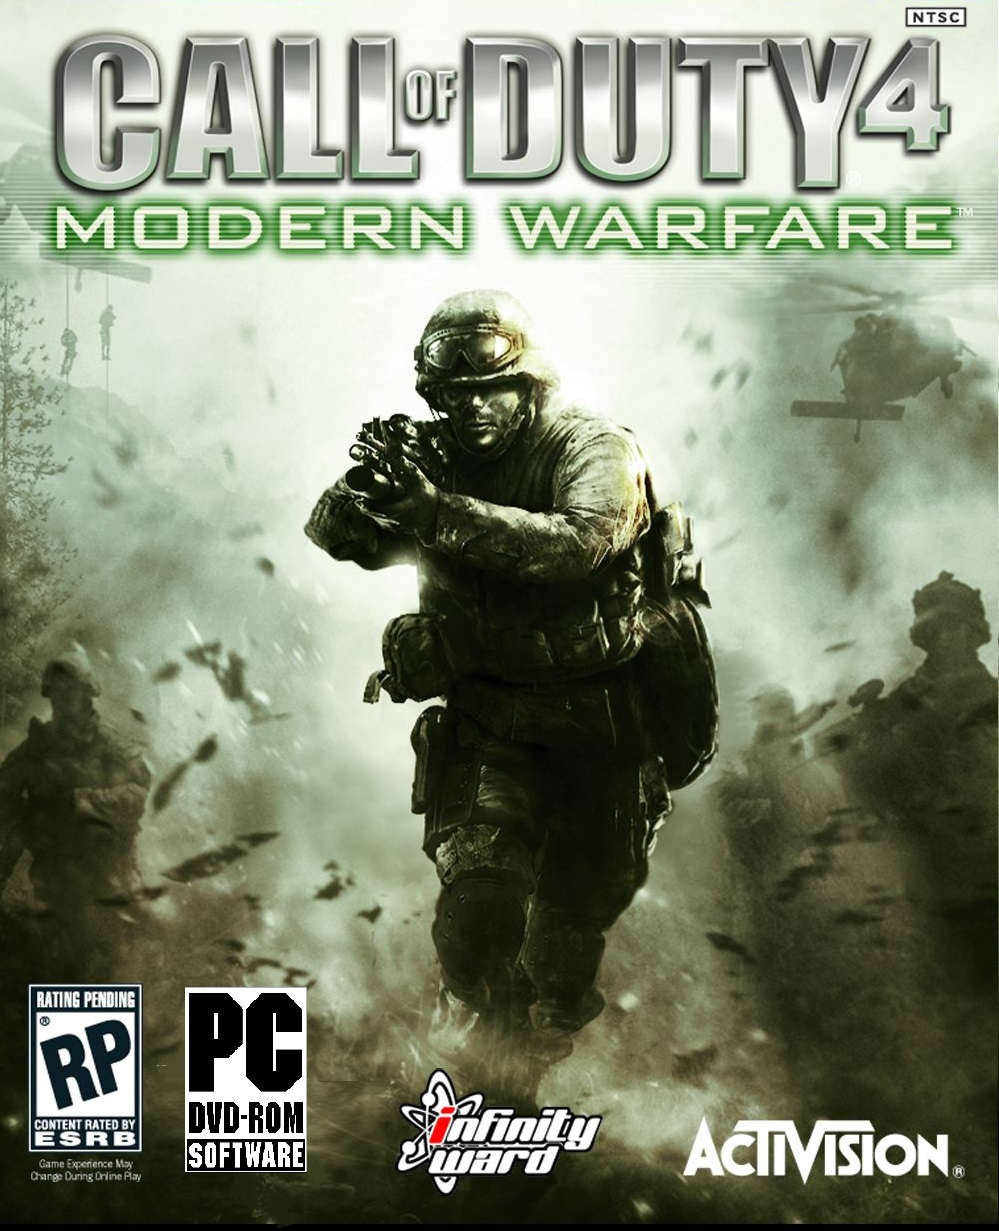 NTSC
CALL OF DUTY 4
®
MODERN WARFARE™
RATING PENDING
®
RP
CONTENT RATED BY
ESRB
Game Experience May
Change During Online Play
PC
DVD-ROM
SOFTWARE
infinity
ward
ACTIVISION®